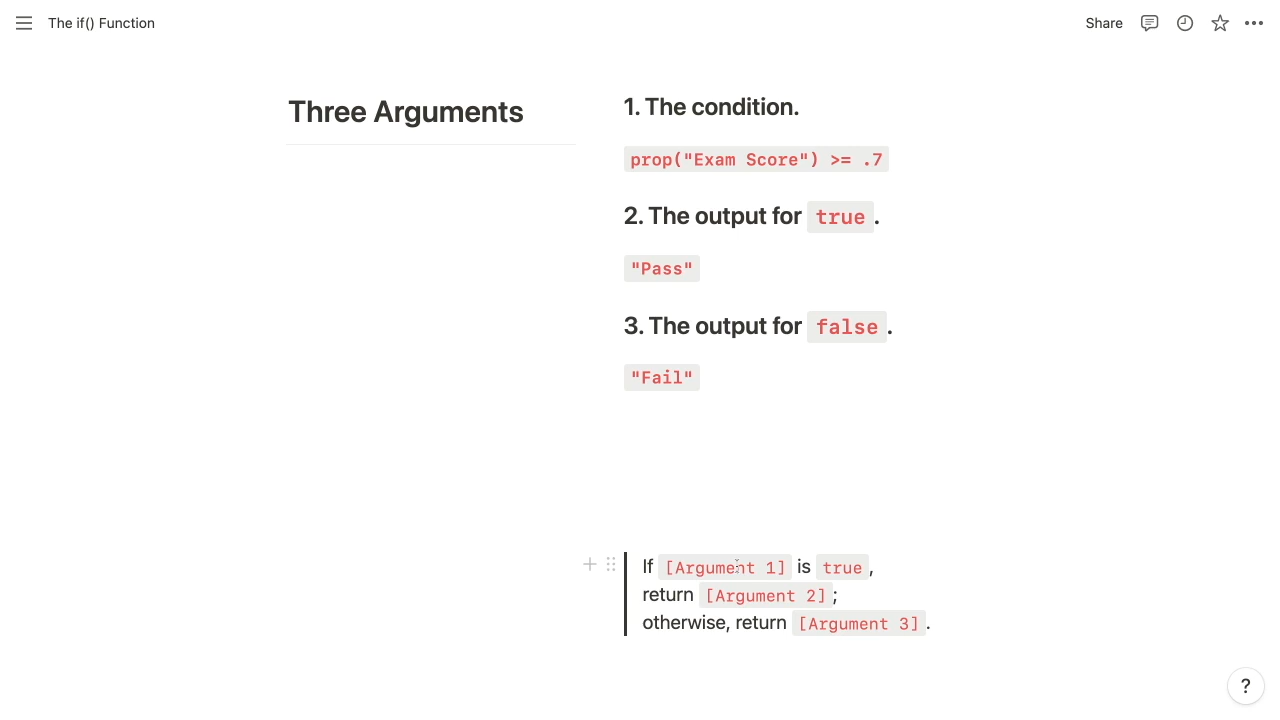 The if() Function
Share
Three Arguments
1. The condition.
prop("Exam Score") >= .7
2. The output for true.
"Pass"
3. The output for false.
"Fail"
If [Argument 1] is true,
return [Argument 2];
otherwise, return [Argument 3].
?